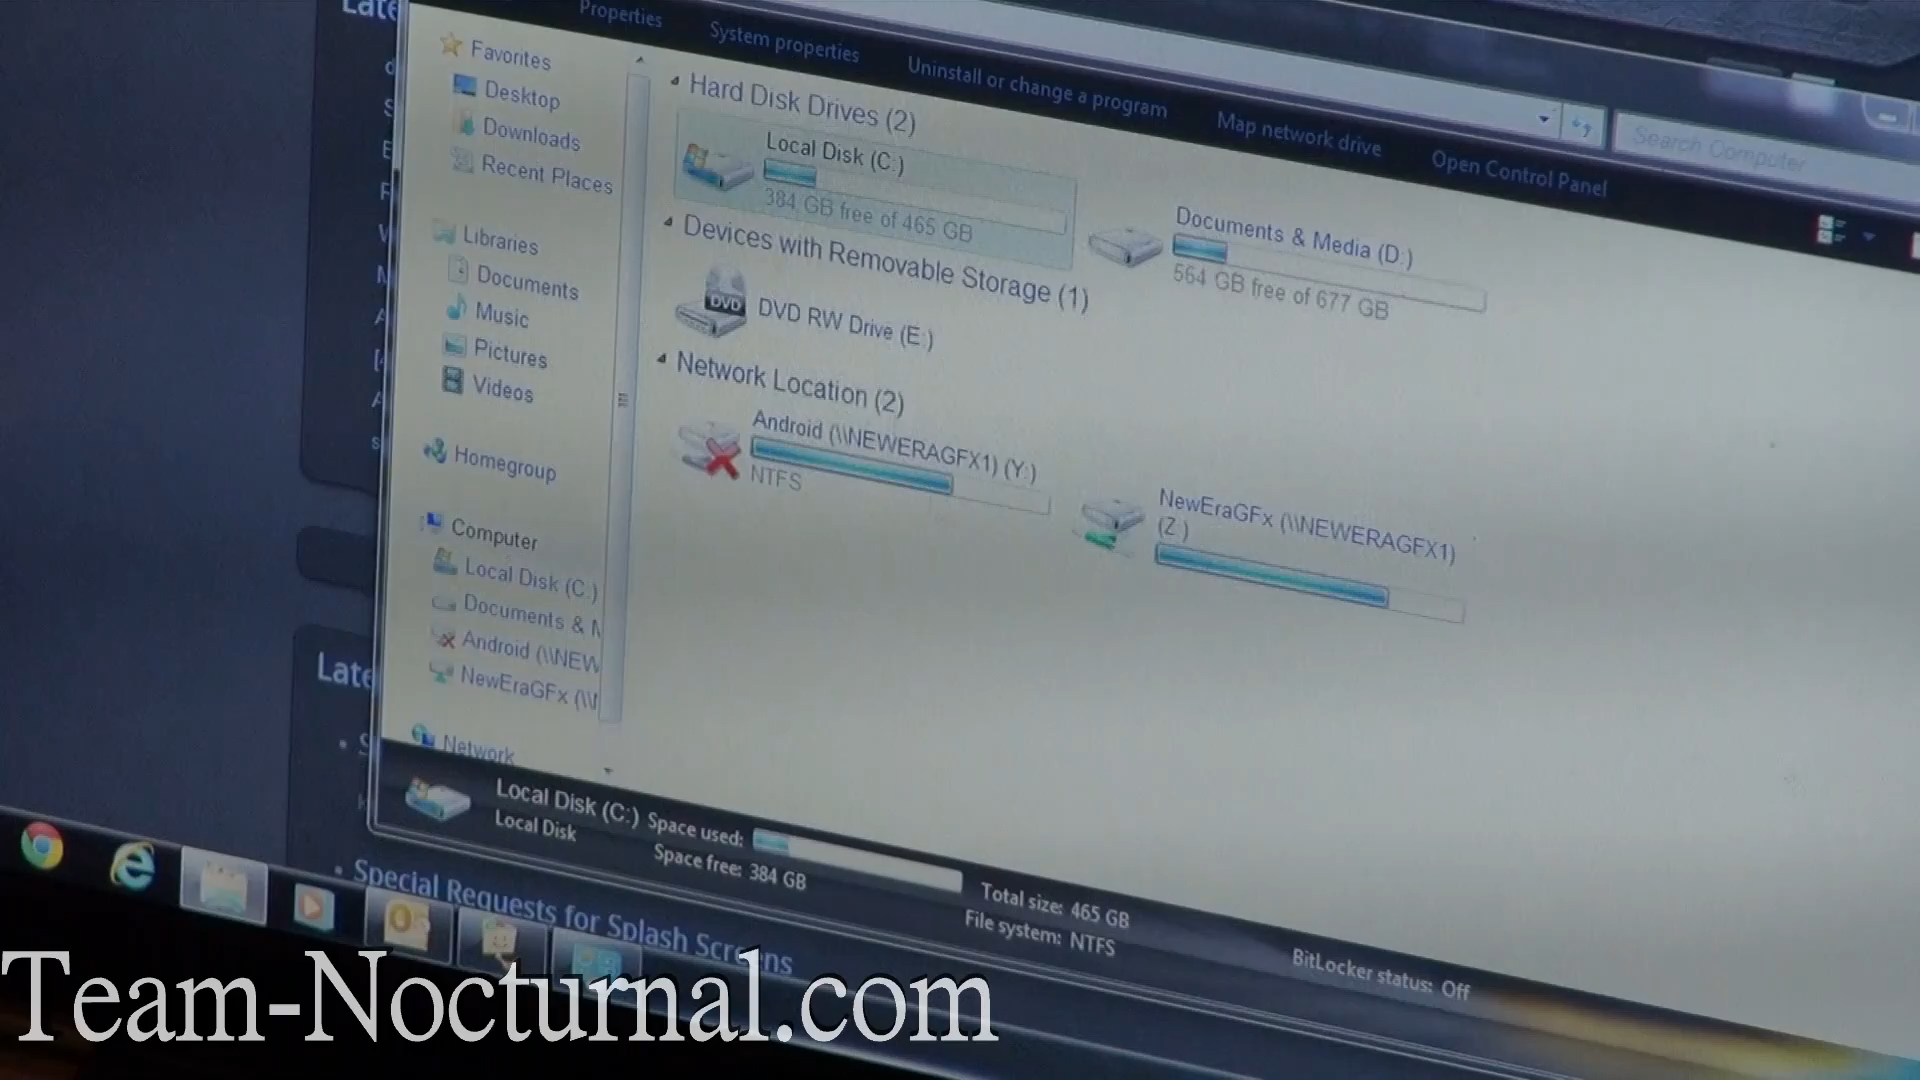 Late
Properties
System properties
Uninstall or change a program
Map network drive
Open Control Panel
Search Computer
Favorites
Desktop
Downloads
Recent Places
Libraries
Documents
Music
Pictures
Videos
Homegroup
Computer
Local Disk (C:)
Documents & M
Android (\\NEW
NewEraGFx (\\
Network
Hard Disk Drives (2)
Local Disk (C:)
384 GB free of 465 GB
Documents & Media (D:)
564 GB free of 677 GB
Devices with Removable Storage (1)
DVD
DVD RW Drive (E:)
Network Location (2)
Android (\\NEWERAGFX1) (Y:)
NTFS
NewEraGFx (\\NEWERAGFX1)
(Z:)
Late
Local Disk (C:) Space used:
Local Disk
Space free: 384 GB
Total size: 465 GB
File system: NTFS
BitLocker status: Off
• Special Requests for Splash Screens
Team-Nocturnal.com